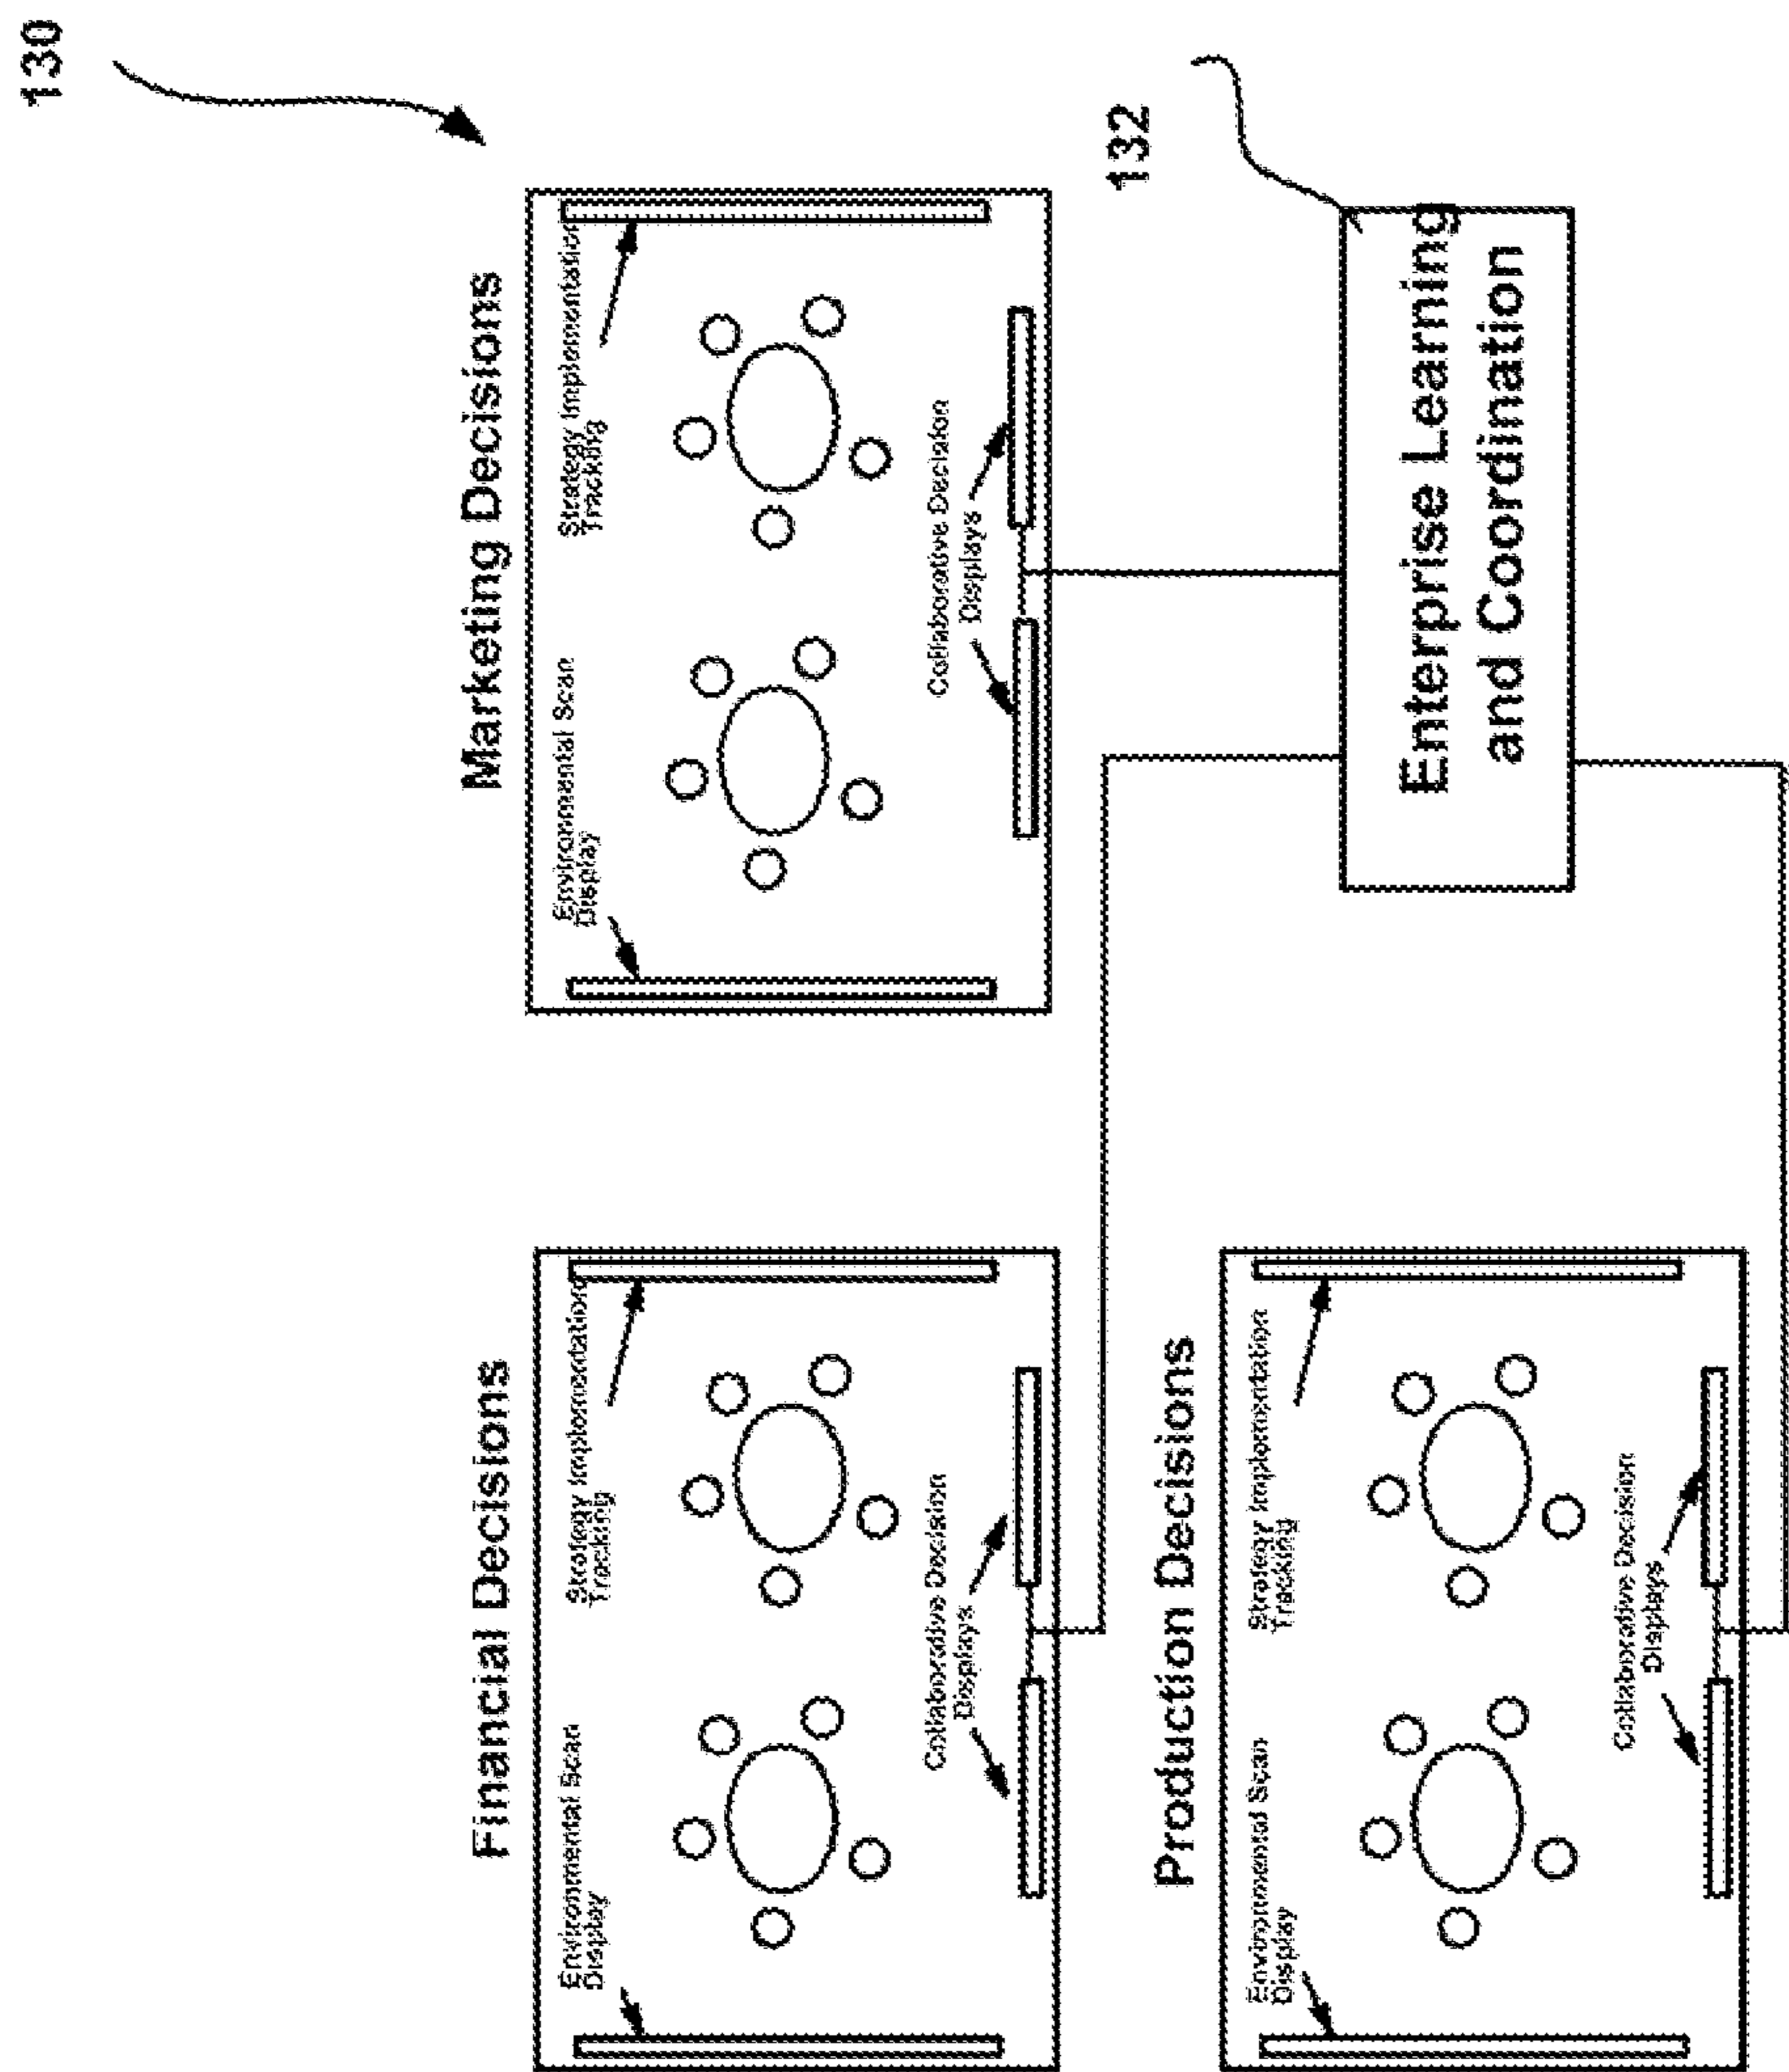 130
Financial Decisions
Environmental Scan
Display
Strategy Implementation
Tracking
Collaborative Decision
Displays
Marketing Decisions
Environmental Scan
Display
Strategy Implementation
Tracking
Collaborative Decision
Displays
132
Production Decisions
Environmental Scan
Display
Strategy Implementation
Tracking
Collaborative Decision
Displays
Enterprise Learning
and Coordination